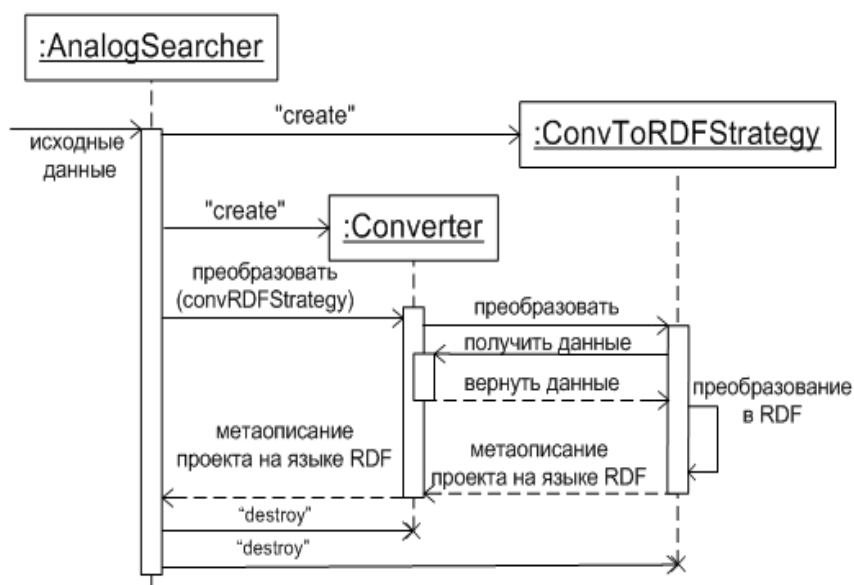 :AnalogSearcher
"create"
:ConvToRDFStrategy
исходные
данные
"create"
:Converter
преобразовать
(convRDFStrategy)
преобразовать
получить данные
вернуть данные
преобразование
в RDF
метаописание
проекта на языке RDF
метаописание
проекта на языке RDF
“destroy”
“destroy”